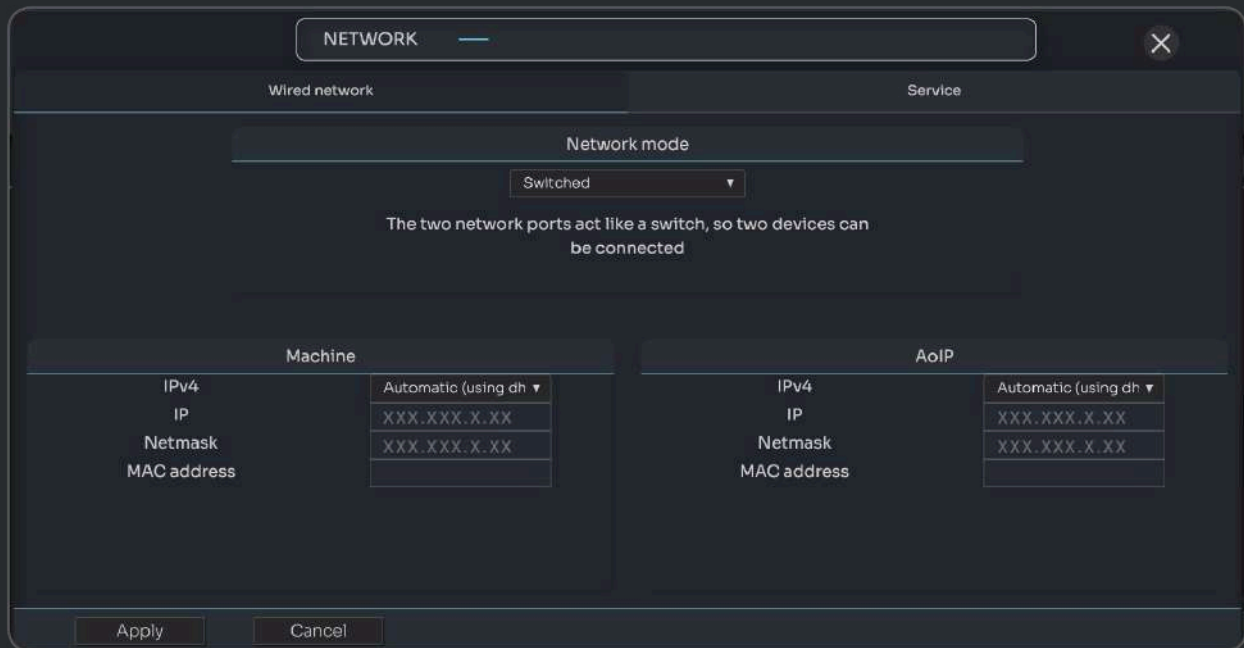 NETWORK
Wired network
Service
Network mode
Switched
The two network ports act like a switch, so two devices can
be connected
Machine
IPv4 Automatic (using dh
IP XXX.XXX.X.XX
Netmask XXX.XXX.X.XX
MAC address
AoIP
IPv4 Automatic (using dh
IP XXX.XXX.X.XX
Netmask XXX.XXX.X.XX
MAC address
Apply
Cancel